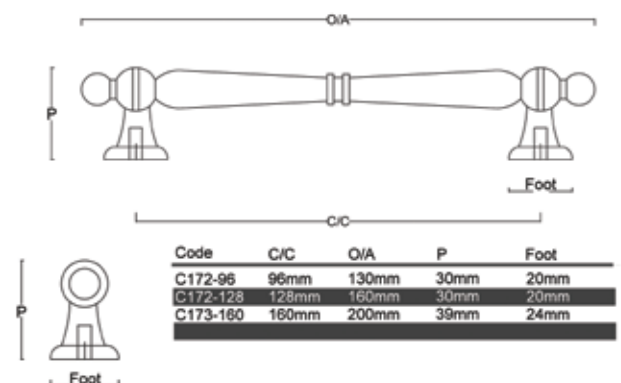 O/A
P
Foot
C/C
Code C/C O/A P Foot
C172-96 96mm 130mm 30mm 20mm
C172-128 128mm 160mm 30mm 20mm
C173-160 160mm 200mm 39mm 24mm
P
Foot